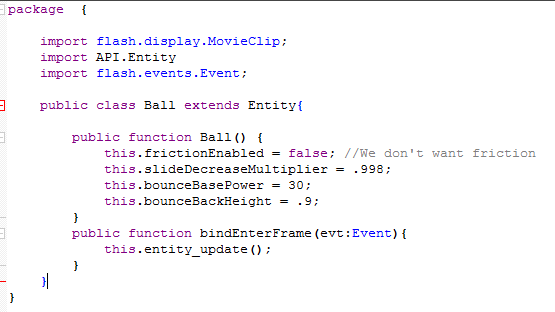 package  {
import flash.display.MovieClip;
import API.Entity
import flash.events.Event;
public class Ball extends Entity{
public function Ball() {
this.frictionEnabled = false; //We don't want friction
this.slideDecreaseMultiplier = .998;
this.bounceBasePower = 30;
this.bounceBackHeight = .9;
}
public function bindEnterFrame(evt:Event){
this.entity_update();
}
}
}